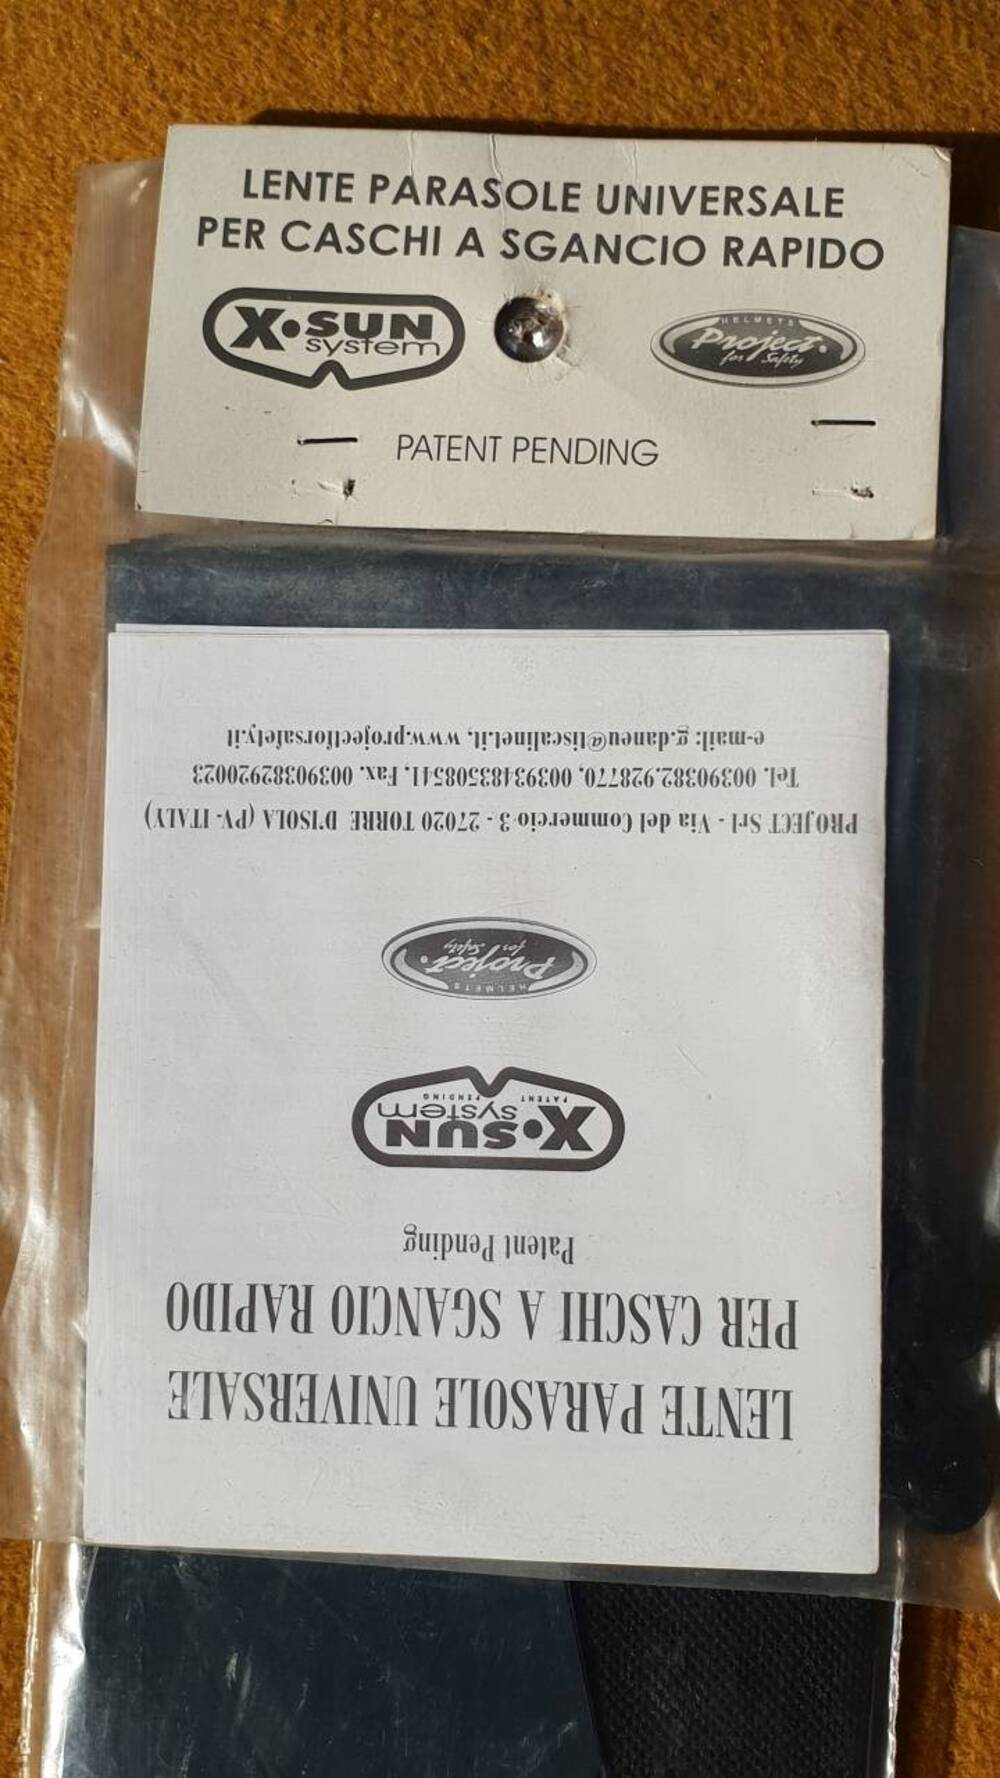 LENTE PARASOLE UNIVERSALE
PER CASCHI A SGANCIO RAPIDO
X·SUN
system
HELMETS
Project
for Safety
PATENT PENDING
LENTE PARASOLE UNIVERSALE
PER CASCHI A SGANCIO RAPIDO
Patent Pending
X·SUN
system
PATENT PENDING
HELMETS
Project
for Safety
PROJECT Srl - Via del Commercio 3 - 27020 TORRE D'ISOLA (PV- ITALY)
Tel. 00390.382.928770, 00393483508541, Fax. 00390382920023
e-mail: g.daneu@tiscalinet.it, www.projectforsafety.it